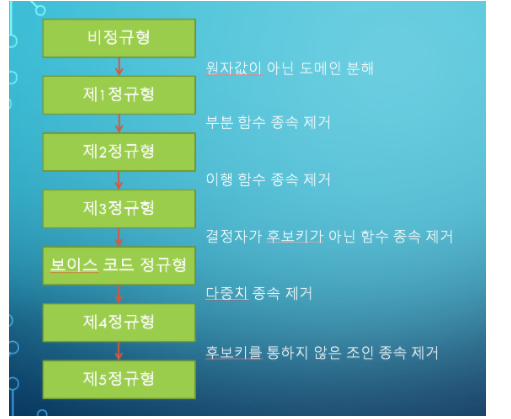 비정규형
원자값이 아닌 도메인 분해
제1정규형
부분 함수 종속 제거
제2정규형
이행 함수 종속 제거
제3정규형
결정자가 후보키가 아닌 함수 종속 제거
보이스 코드 정규형
다중치 종속 제거
제4정규형
후보키를 통하지 않은 조인 종속 제거
제5정규형